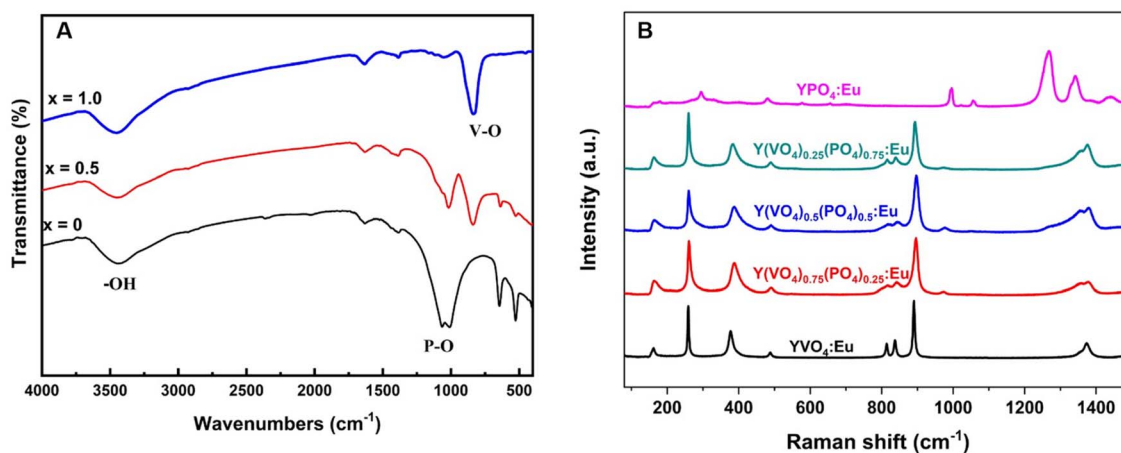 A
x = 1.0
V-O
x = 0.5
x = 0
-OH
P-O
Transmittance (%)
4000 3500 3000 2500 2000 1500 1000 500
Wavenumbers (cm⁻¹)
B
YPO₄:Eu
Y(VO₄)₀.₂₅(PO₄)₀.₇₅:Eu
Y(VO₄)₀.₅(PO₄)₀.₅:Eu
Y(VO₄)₀.₇₅(PO₄)₀.₂₅:Eu
YVO₄:Eu
Intensity (a.u.)
200 400 600 800 1000 1200 1400
Raman shift (cm⁻¹)